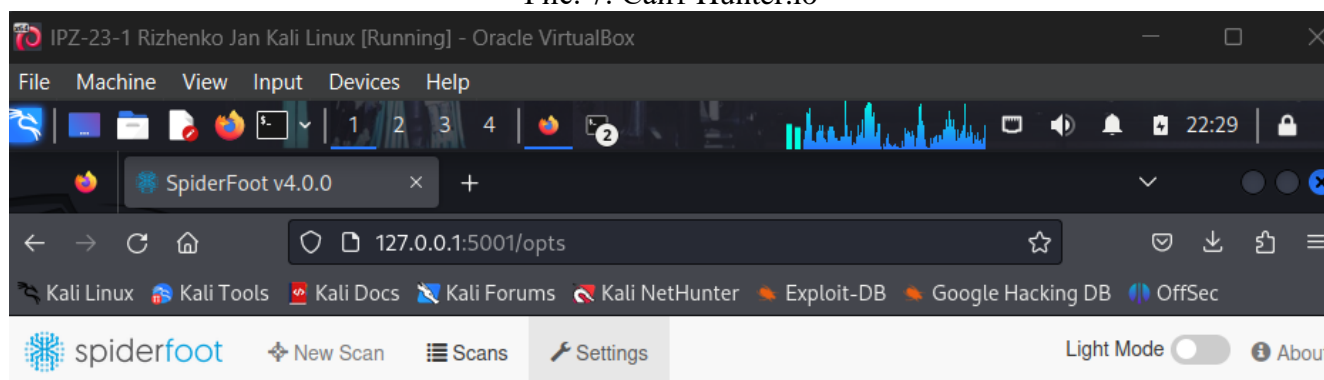 IPZ-23-1 Rizhenko Jan Kali Linux [Running] - Oracle VirtualBox
File Machine View Input Devices Help
1 2 3 4 2 22:29
SpiderFoot v4.0.0
127.0.0.1:5001/opts
Kali Linux Kali Tools Kali Docs Kali Forums Kali NetHunter Exploit-DB Google Hacking DB OffSec
spiderfoot New Scan Scans Settings Light Mode About